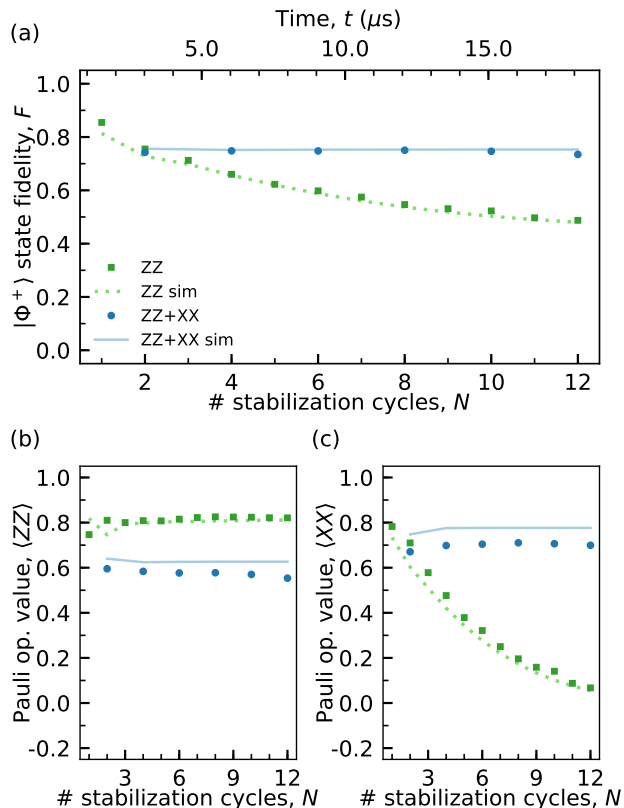 (a)
Time, t (μs)
5.0 10.0 15.0
|Φ⁺⟩ state fidelity, F
1.0
0.8
0.6
0.4
0.2
0.0
ZZ
ZZ sim
ZZ+XX
ZZ+XX sim
2 4 6 8 10 12
# stabilization cycles, N
(b)
Pauli op. value, ⟨ZZ⟩
1.0
0.8
0.6
0.4
0.2
0.0
-0.2
3 6 9 12
# stabilization cycles, N
(c)
Pauli op. value, ⟨XX⟩
1.0
0.8
0.6
0.4
0.2
0.0
-0.2
3 6 9 12
# stabilization cycles, N